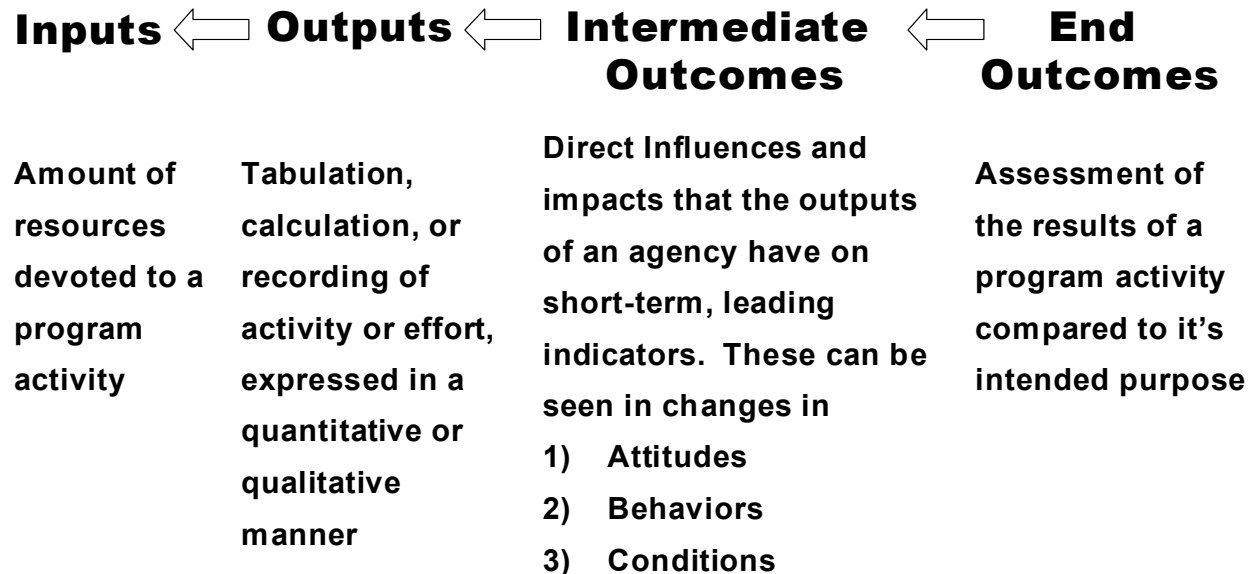 Inputs
Outputs
Intermediate
Outcomes
End
Outcomes
Amount of
resources
devoted to a
program
activity
Tabulation,
calculation, or
recording of
activity or effort,
expressed in a
quantitative or
qualitative
manner
Direct Influences and
impacts that the outputs
of an agency have on
short-term, leading
indicators. These can be
seen in changes in
1) Attitudes
2) Behaviors
3) Conditions
Assessment of
the results of a
program activity
compared to it’s
intended purpose